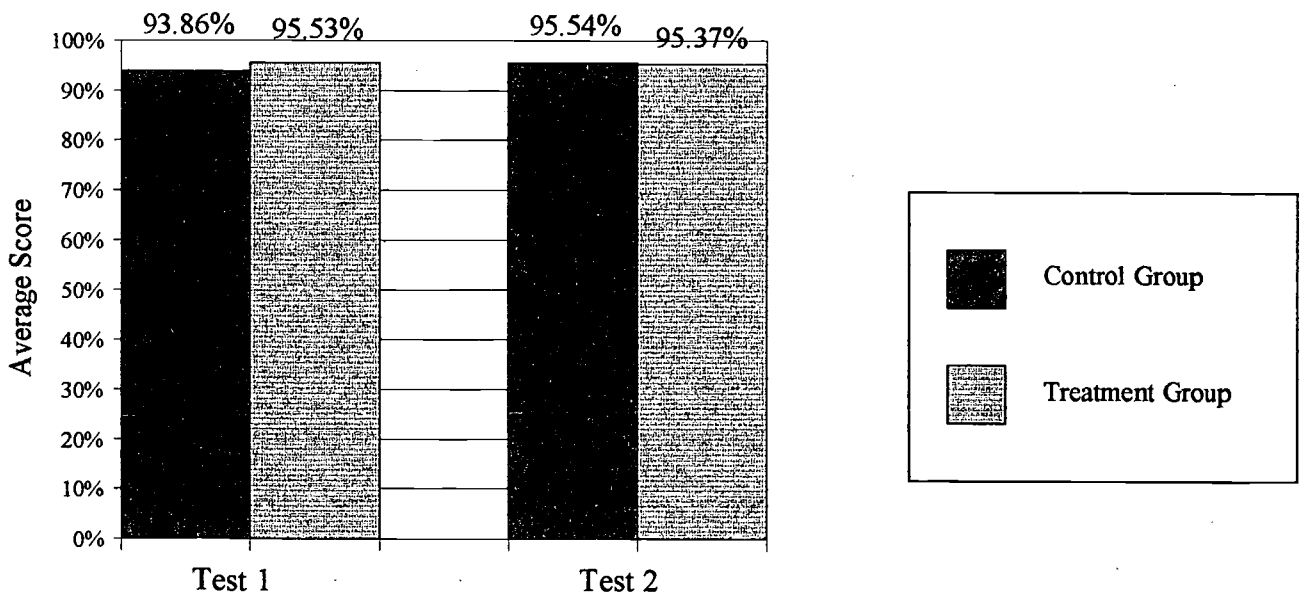 93.86% 95.53% 95.54% 95.37%
100%
90%
80%
70%
60%
50%
40%
30%
20%
10%
0%
Average Score
Test 1 Test 2
Control Group
Treatment Group